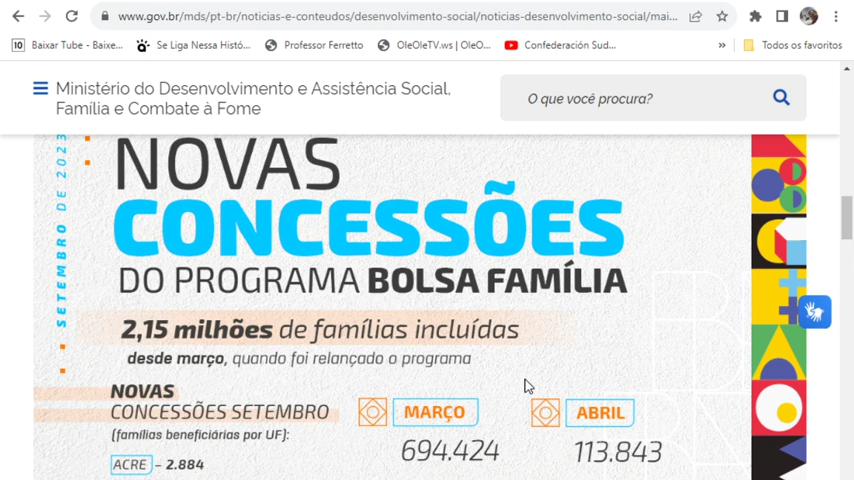 www.gov.br/mds/pt-br/noticias-e-conteudos/desenvolvimento-social/noticias-desenvolvimento-social/mai...
10 Baixar Tube - Baixe...
Se Liga Nessa Histó...
Professor Ferretto
OleOleTV.ws | OleO...
Confederación Sud...
»
Todos os favoritos
Ministério do Desenvolvimento e Assistência Social,
Família e Combate à Fome
O que você procura?
SETEMBRO DE 2023
NOVAS
CONCESSÕES
DO PROGRAMA BOLSA FAMÍLIA
2,15 milhões de famílias incluídas
desde março, quando foi relançado o programa
NOVAS
CONCESSÕES SETEMBRO
(famílias beneficiárias por UF):
ACRE – 2.884
MARÇO
694.424
ABRIL
113.843